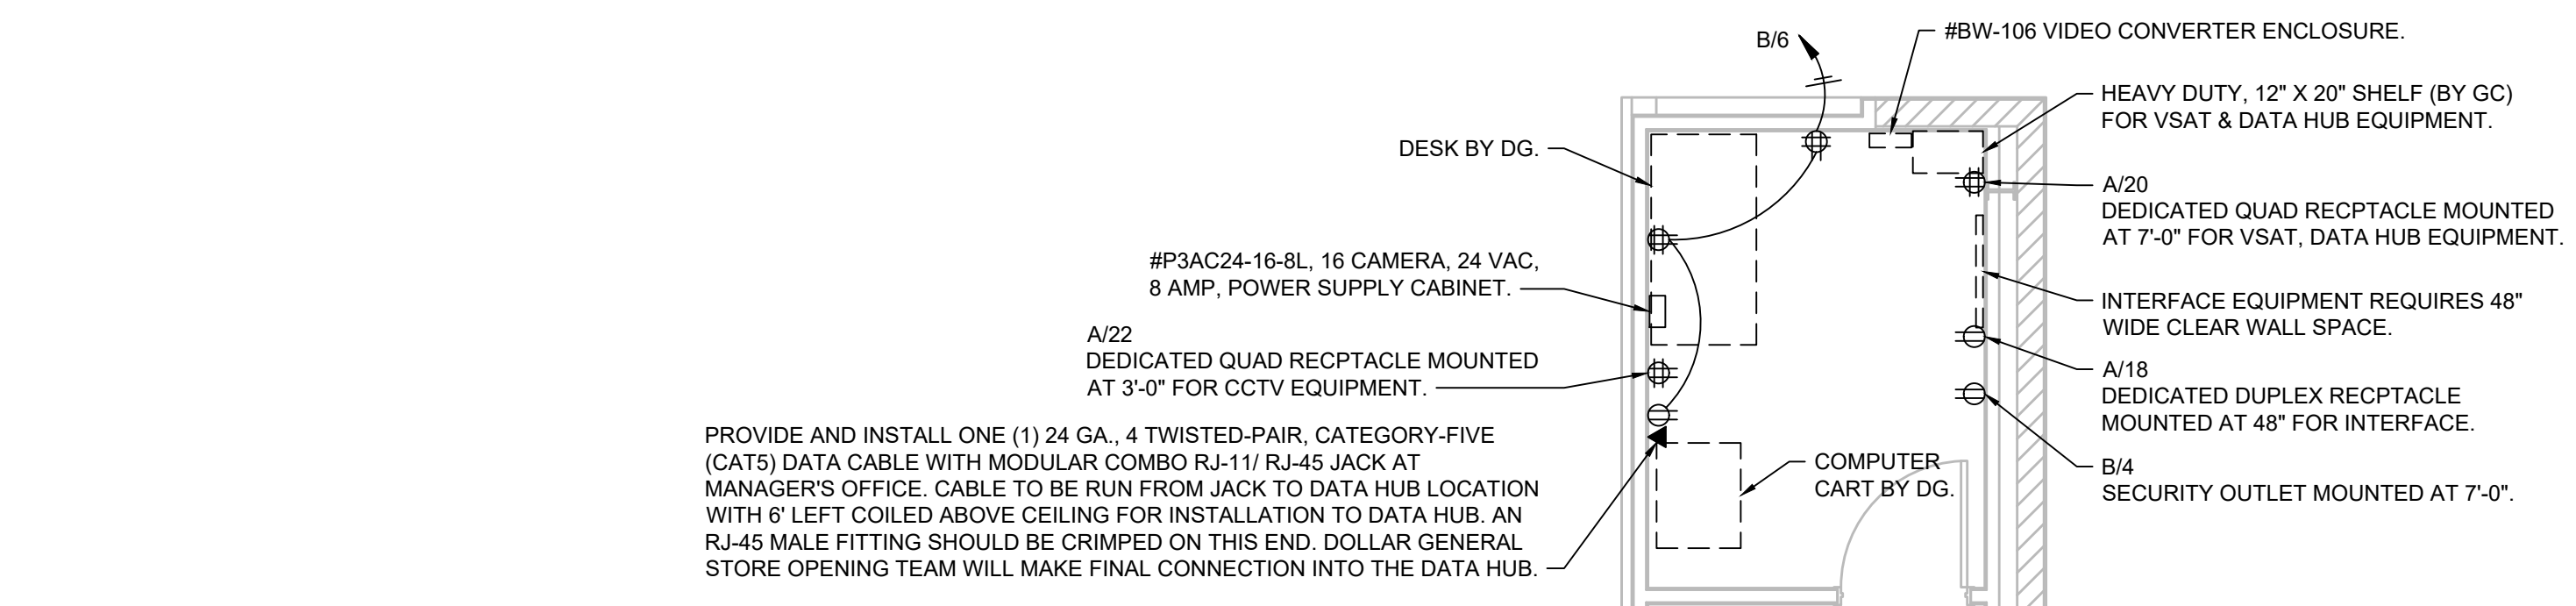 B/6
#BW-106 VIDEO CONVERTER ENCLOSURE.
HEAVY DUTY, 12" X 20" SHELF (BY GC)
FOR VSAT & DATA HUB EQUIPMENT.
DESK BY DG.
A/20
DEDICATED QUAD RECPTACLE MOUNTED
AT 7'-0" FOR VSAT, DATA HUB EQUIPMENT.
#P3AC24-16-8L, 16 CAMERA, 24 VAC,
8 AMP, POWER SUPPLY CABINET.
INTERFACE EQUIPMENT REQUIRES 48"
WIDE CLEAR WALL SPACE.
A/22
DEDICATED QUAD RECPTACLE MOUNTED
AT 3'-0" FOR CCTV EQUIPMENT.
A/18
DEDICATED DUPLEX RECPTACLE
MOUNTED AT 48" FOR INTERFACE.
PROVIDE AND INSTALL ONE (1) 24 GA., 4 TWISTED-PAIR, CATEGORY-FIVE
(CAT5) DATA CABLE WITH MODULAR COMBO RJ-11/ RJ-45 JACK AT
MANAGER'S OFFICE. CABLE TO BE RUN FROM JACK TO DATA HUB LOCATION
WITH 6' LEFT COILED ABOVE CEILING FOR INSTALLATION TO DATA HUB. AN
RJ-45 MALE FITTING SHOULD BE CRIMPED ON THIS END. DOLLAR GENERAL
STORE OPENING TEAM WILL MAKE FINAL CONNECTION INTO THE DATA HUB.
COMPUTER
CART BY DG.
B/4
SECURITY OUTLET MOUNTED AT 7'-0".